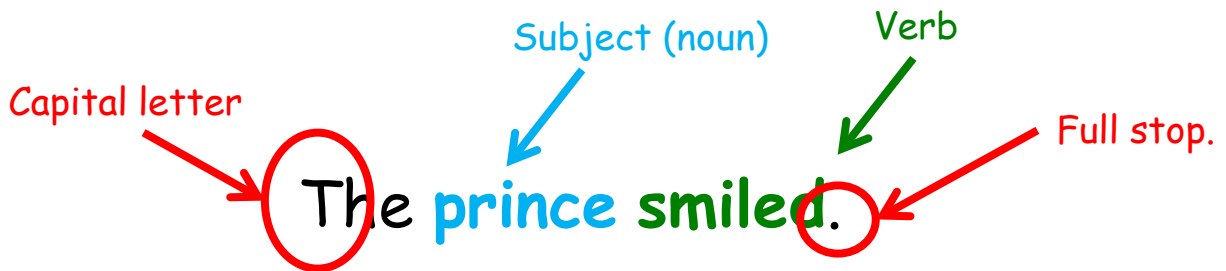 Subject (noun)
Verb
Capital letter
Full stop.
The prince smiled.